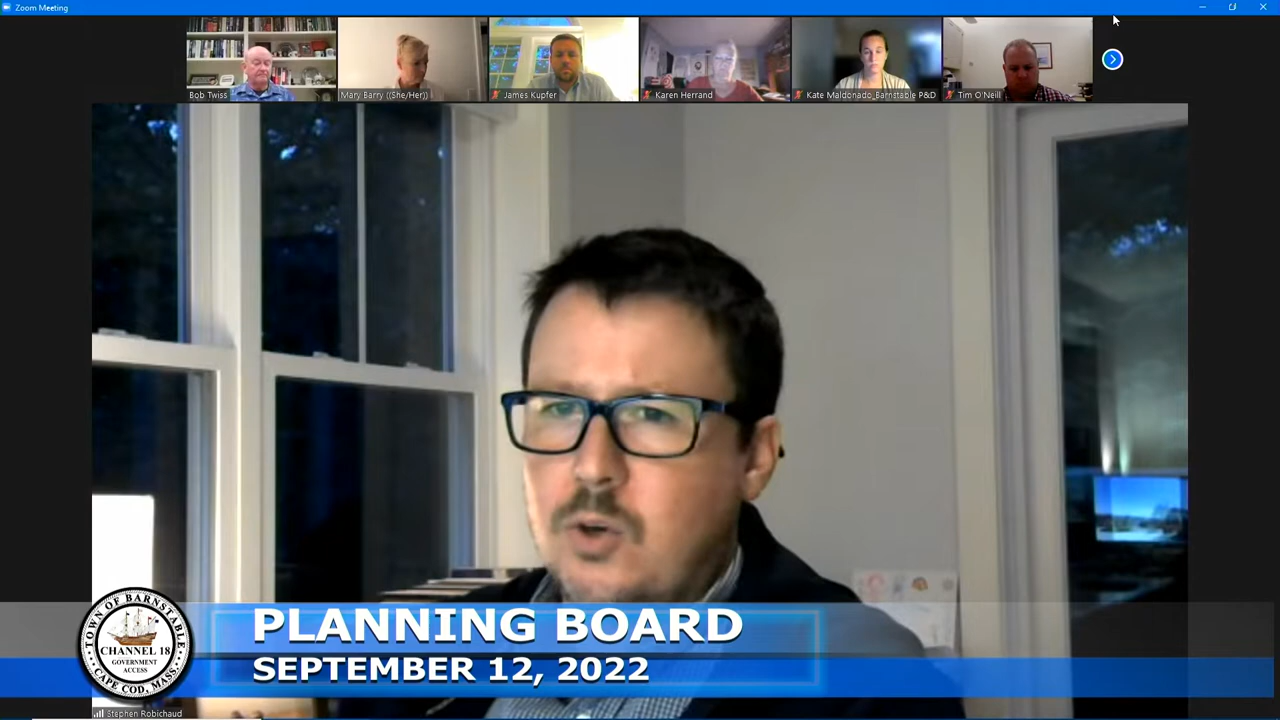 Zoom Meeting
Bob Twiss
Mary Barry ((She/Her))
James Kupfer
Karen Herrand
Kate Maldonado_Barnstable P&D
Tim O'Neill
PLANNING BOARD
SEPTEMBER 12, 2022
TOWN OF BARNSTABLE
CHANNEL 18
GOVERNMENT
ACCESS
CAPE COD, MASS.
Stephen Robichaud